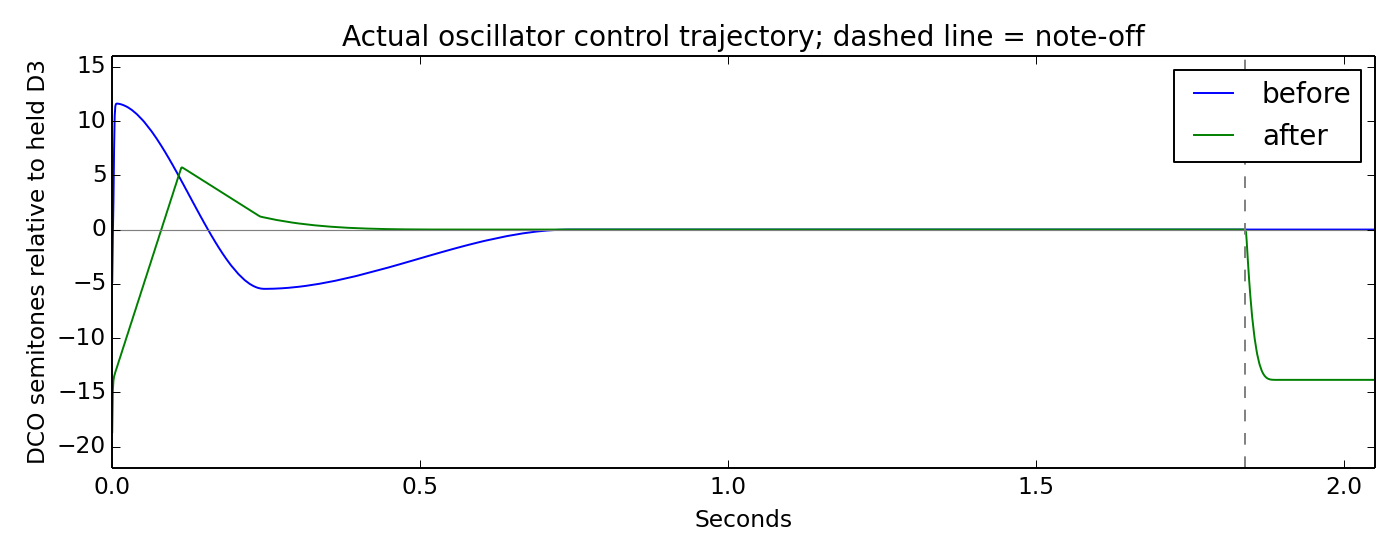 Actual oscillator control trajectory; dashed line = note-off
DCO semitones relative to held D3
15
10
5
0
−5
−10
−15
−20
before
after
0.0
0.5
1.0
1.5
2.0
Seconds